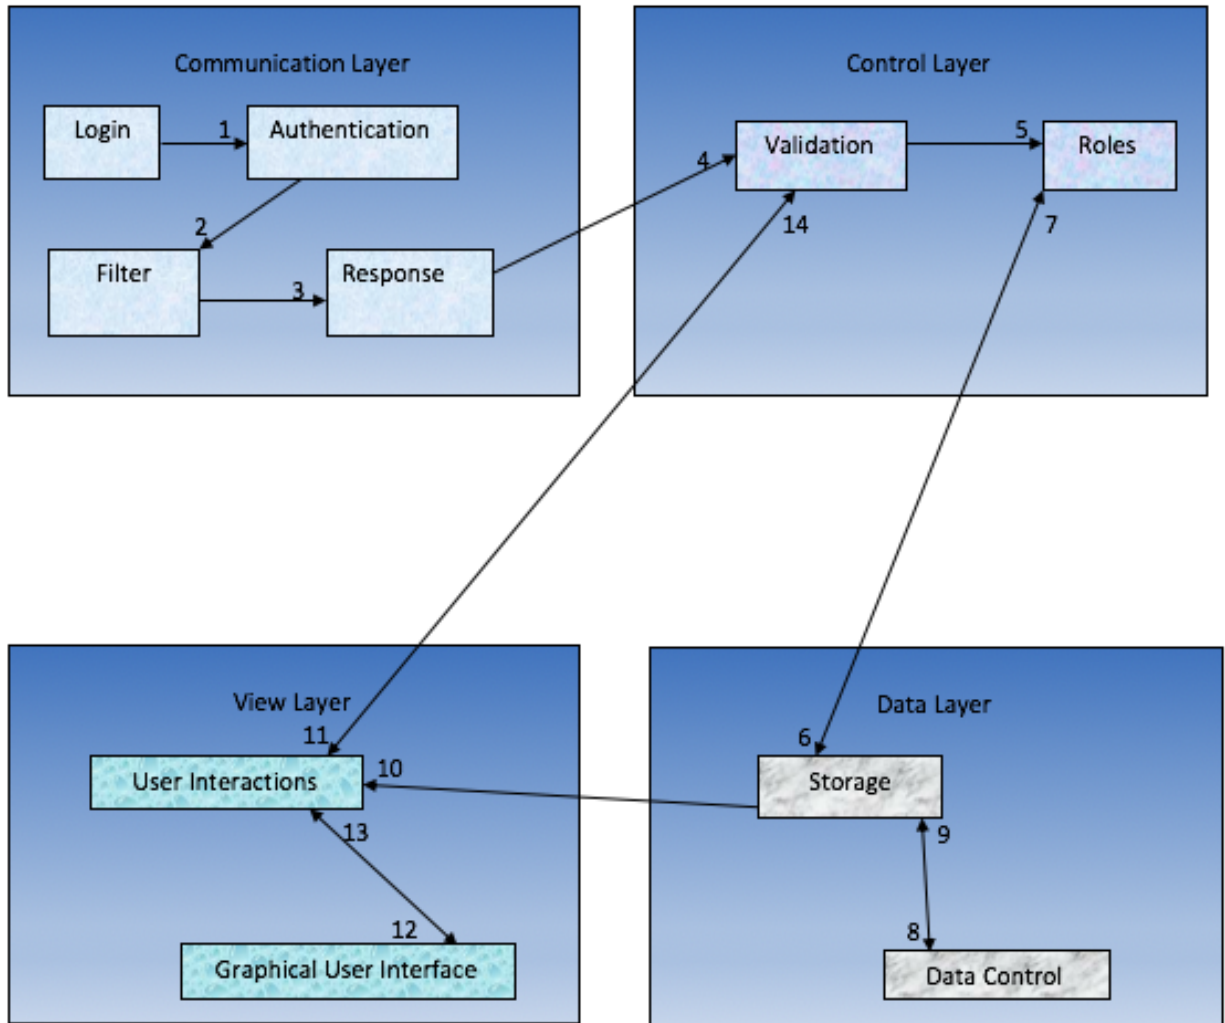 Communication Layer
Login
1
Authentication
2
Filter
3
Response
Control Layer
4
Validation
5
Roles
14
7
View Layer
11
User Interactions
10
13
12
Graphical User Interface
Data Layer
6
Storage
9
8
Data Control